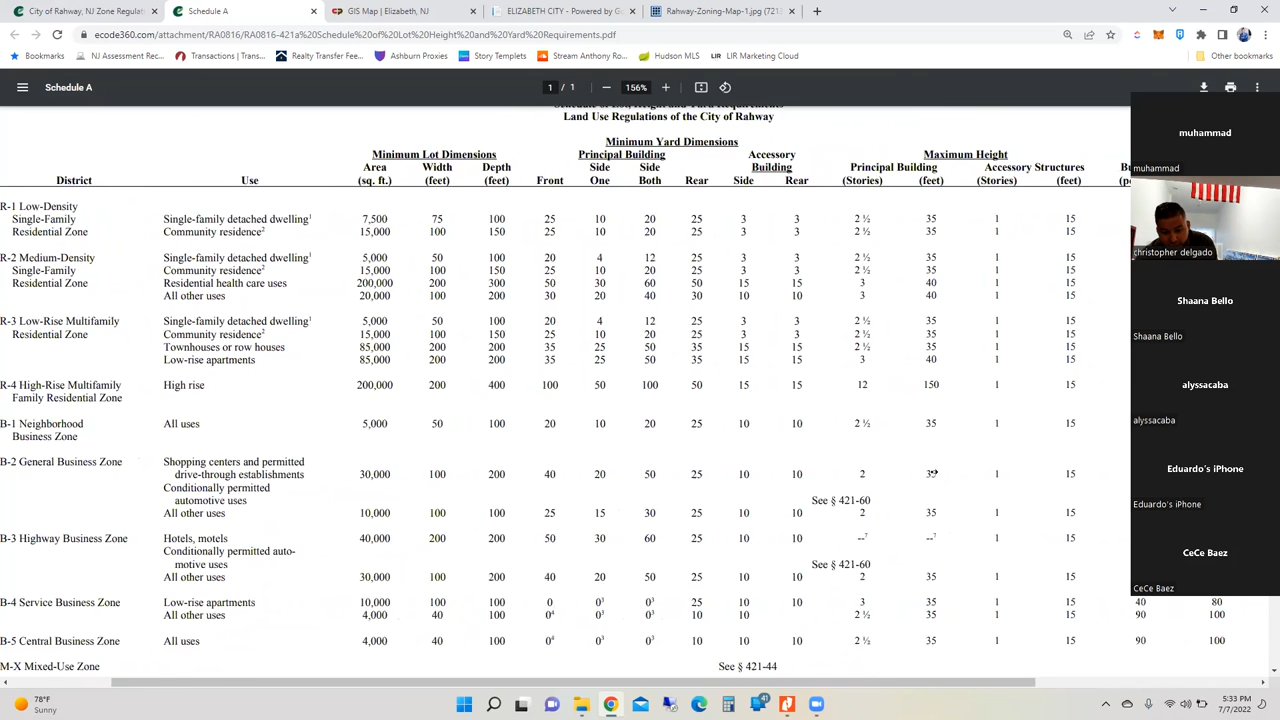 City of Rahway, NJ Zone Regulat
Schedule A
GIS Map | Elizabeth, NJ
ELIZABETH CITY - Powered by G
Rahway-Zoning-Map-1.jpg (721
ecode360.com/attachment/RA0816/RA0816-421a%20Schedule%20of%20Lot%20Height%20and%20Yard%20Requirements.pdf
Bookmarks
NJ Assessment Rec...
Transactions | Trans...
Realty Transfer Fee...
Ashburn Proxies
Story Templets
Stream Anthony Ro...
Hudson MLS
LIR LIR Marketing Cloud
Other bookmarks
Schedule A
1 / 1
156%
Schedule of Lot, Height and Yard Requirements
Land Use Regulations of the City of Rahway
Minimum Yard Dimensions
Minimum Lot Dimensions Principal Building Accessory Maximum Height
Area Width Depth Side Side Building Principal Building Accessory Structures
District Use (sq. ft.) (feet) (feet) Front One Both Rear Side Rear (Stories) (feet) (Stories) (feet)
R-1 Low-Density
Single-Family Single-family detached dwelling¹ 7,500 75 100 25 10 20 25 3 3 2 ½ 35 1 15
Residential Zone Community residence² 15,000 100 150 25 10 20 25 3 3 2 ½ 35 1 15
R-2 Medium-Density Single-family detached dwelling¹ 5,000 50 100 20 4 12 25 3 3 2 ½ 35 1 15
Single-Family Community residence² 15,000 100 150 25 10 20 25 3 3 2 ½ 35 1 15
Residential Zone Residential health care uses 200,000 200 300 50 30 60 50 15 15 3 40 1 15
All other uses 20,000 100 200 30 20 40 30 10 10 3 40 1 15
R-3 Low-Rise Multifamily Single-family detached dwelling¹ 5,000 50 100 20 4 12 25 3 3 2 ½ 35 1 15
Residential Zone Community residence² 15,000 100 150 25 10 20 25 3 3 2 ½ 35 1 15
Townhouses or row houses 85,000 200 200 35 25 50 35 15 15 2 ½ 35 1 15
Low-rise apartments 85,000 200 200 35 25 50 35 15 15 3 40 1 15
R-4 High-Rise Multifamily High rise 200,000 200 400 100 50 100 50 15 15 12 150 1 15
Family Residential Zone
B-1 Neighborhood All uses 5,000 50 100 20 10 20 25 10 10 2 ½ 35 1 15
Business Zone
B-2 General Business Zone Shopping centers and permitted
drive-through establishments 30,000 100 200 40 20 50 25 10 10 2 1 15
Conditionally permitted
automotive uses See § 421-60
All other uses 10,000 100 100 25 15 30 25 10 10 2 35 1 15
B-3 Highway Business Zone Hotels, motels 40,000 200 200 50 30 60 25 10 10 --⁷ --⁷ 1 15
Conditionally permitted auto-
motive uses See § 421-60
All other uses 30,000 100 200 40 20 50 25 10 10 2 35 1 15
B-4 Service Business Zone Low-rise apartments 10,000 100 100 0 0³ 0³ 25 10 10 3 35 1 15 40 80
All other uses 4,000 40 100 0⁴ 0³ 0³ 10 10 2 ½ 35 1 15 90 100
B-5 Central Business Zone All uses 4,000 40 100 0⁴ 0³ 0³ 10 10 10 2 ½ 35 1 15 90 100
M-X Mixed-Use Zone See § 421-44
muhammad
muhammad
christopher delgado
Shaana Bello
Shaana Bello
alyssacaba
alyssacaba
Eduardo's iPhone
Eduardo's iPhone
CeCe Baez
CeCe Baez
78°F
Sunny
41
5:33 PM
7/7/2022